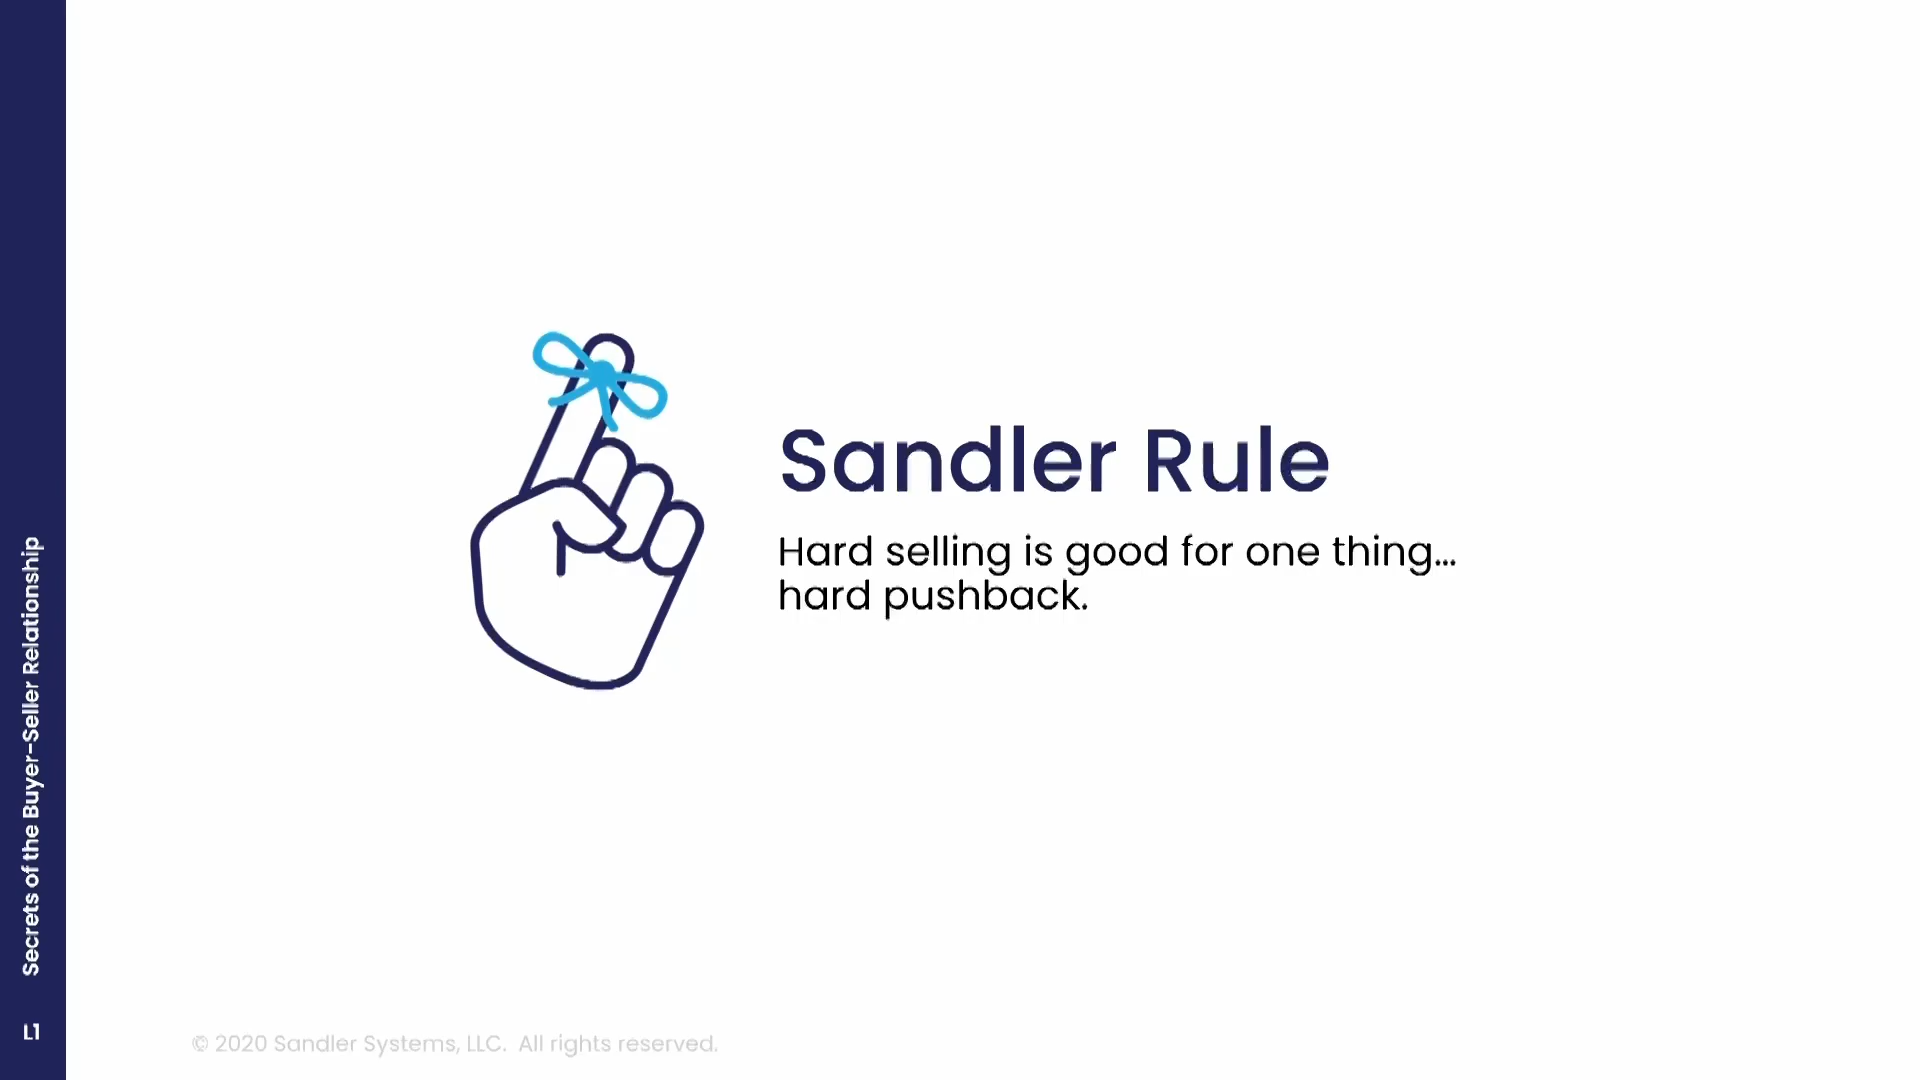 Sandler Rule
Hard selling is good for one thing...
hard pushback.
Secrets of the Buyer-Seller Relationship
© 2020 Sandler Systems, LLC. All rights reserved.